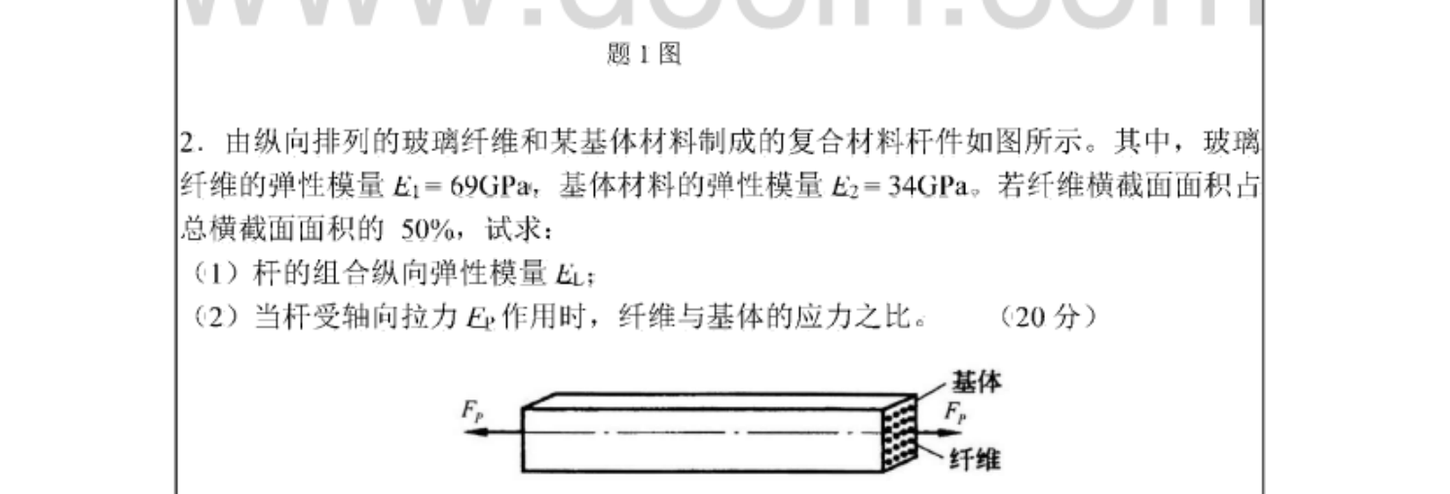 www.docin.com
题 1 图
2．由纵向排列的玻璃纤维和某基体材料制成的复合材料杆件如图所示。其中，玻璃
纤维的弹性模量 E1 = 69GPa，基体材料的弹性模量 E2 = 34GPa。若纤维横截面面积占
总横截面面积的 50%，试求：
（1）杆的组合纵向弹性模量 EL；
（2）当杆受轴向拉力 EP 作用时，纤维与基体的应力之比。 （20 分）
基体
FP FP
纤维